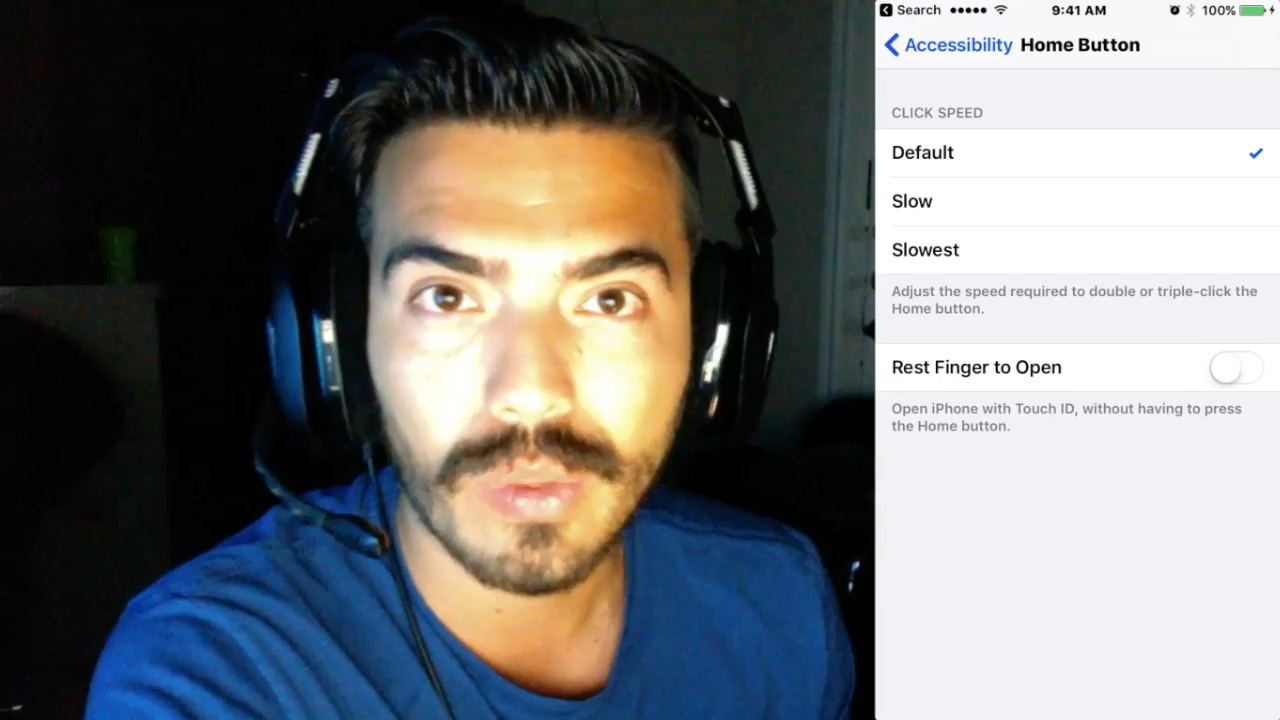 Search 9:41 AM 100%
Accessibility Home Button
CLICK SPEED
Default
Slow
Slowest
Adjust the speed required to double or triple-click the
Home button.
Rest Finger to Open
Open iPhone with Touch ID, without having to press
the Home button.